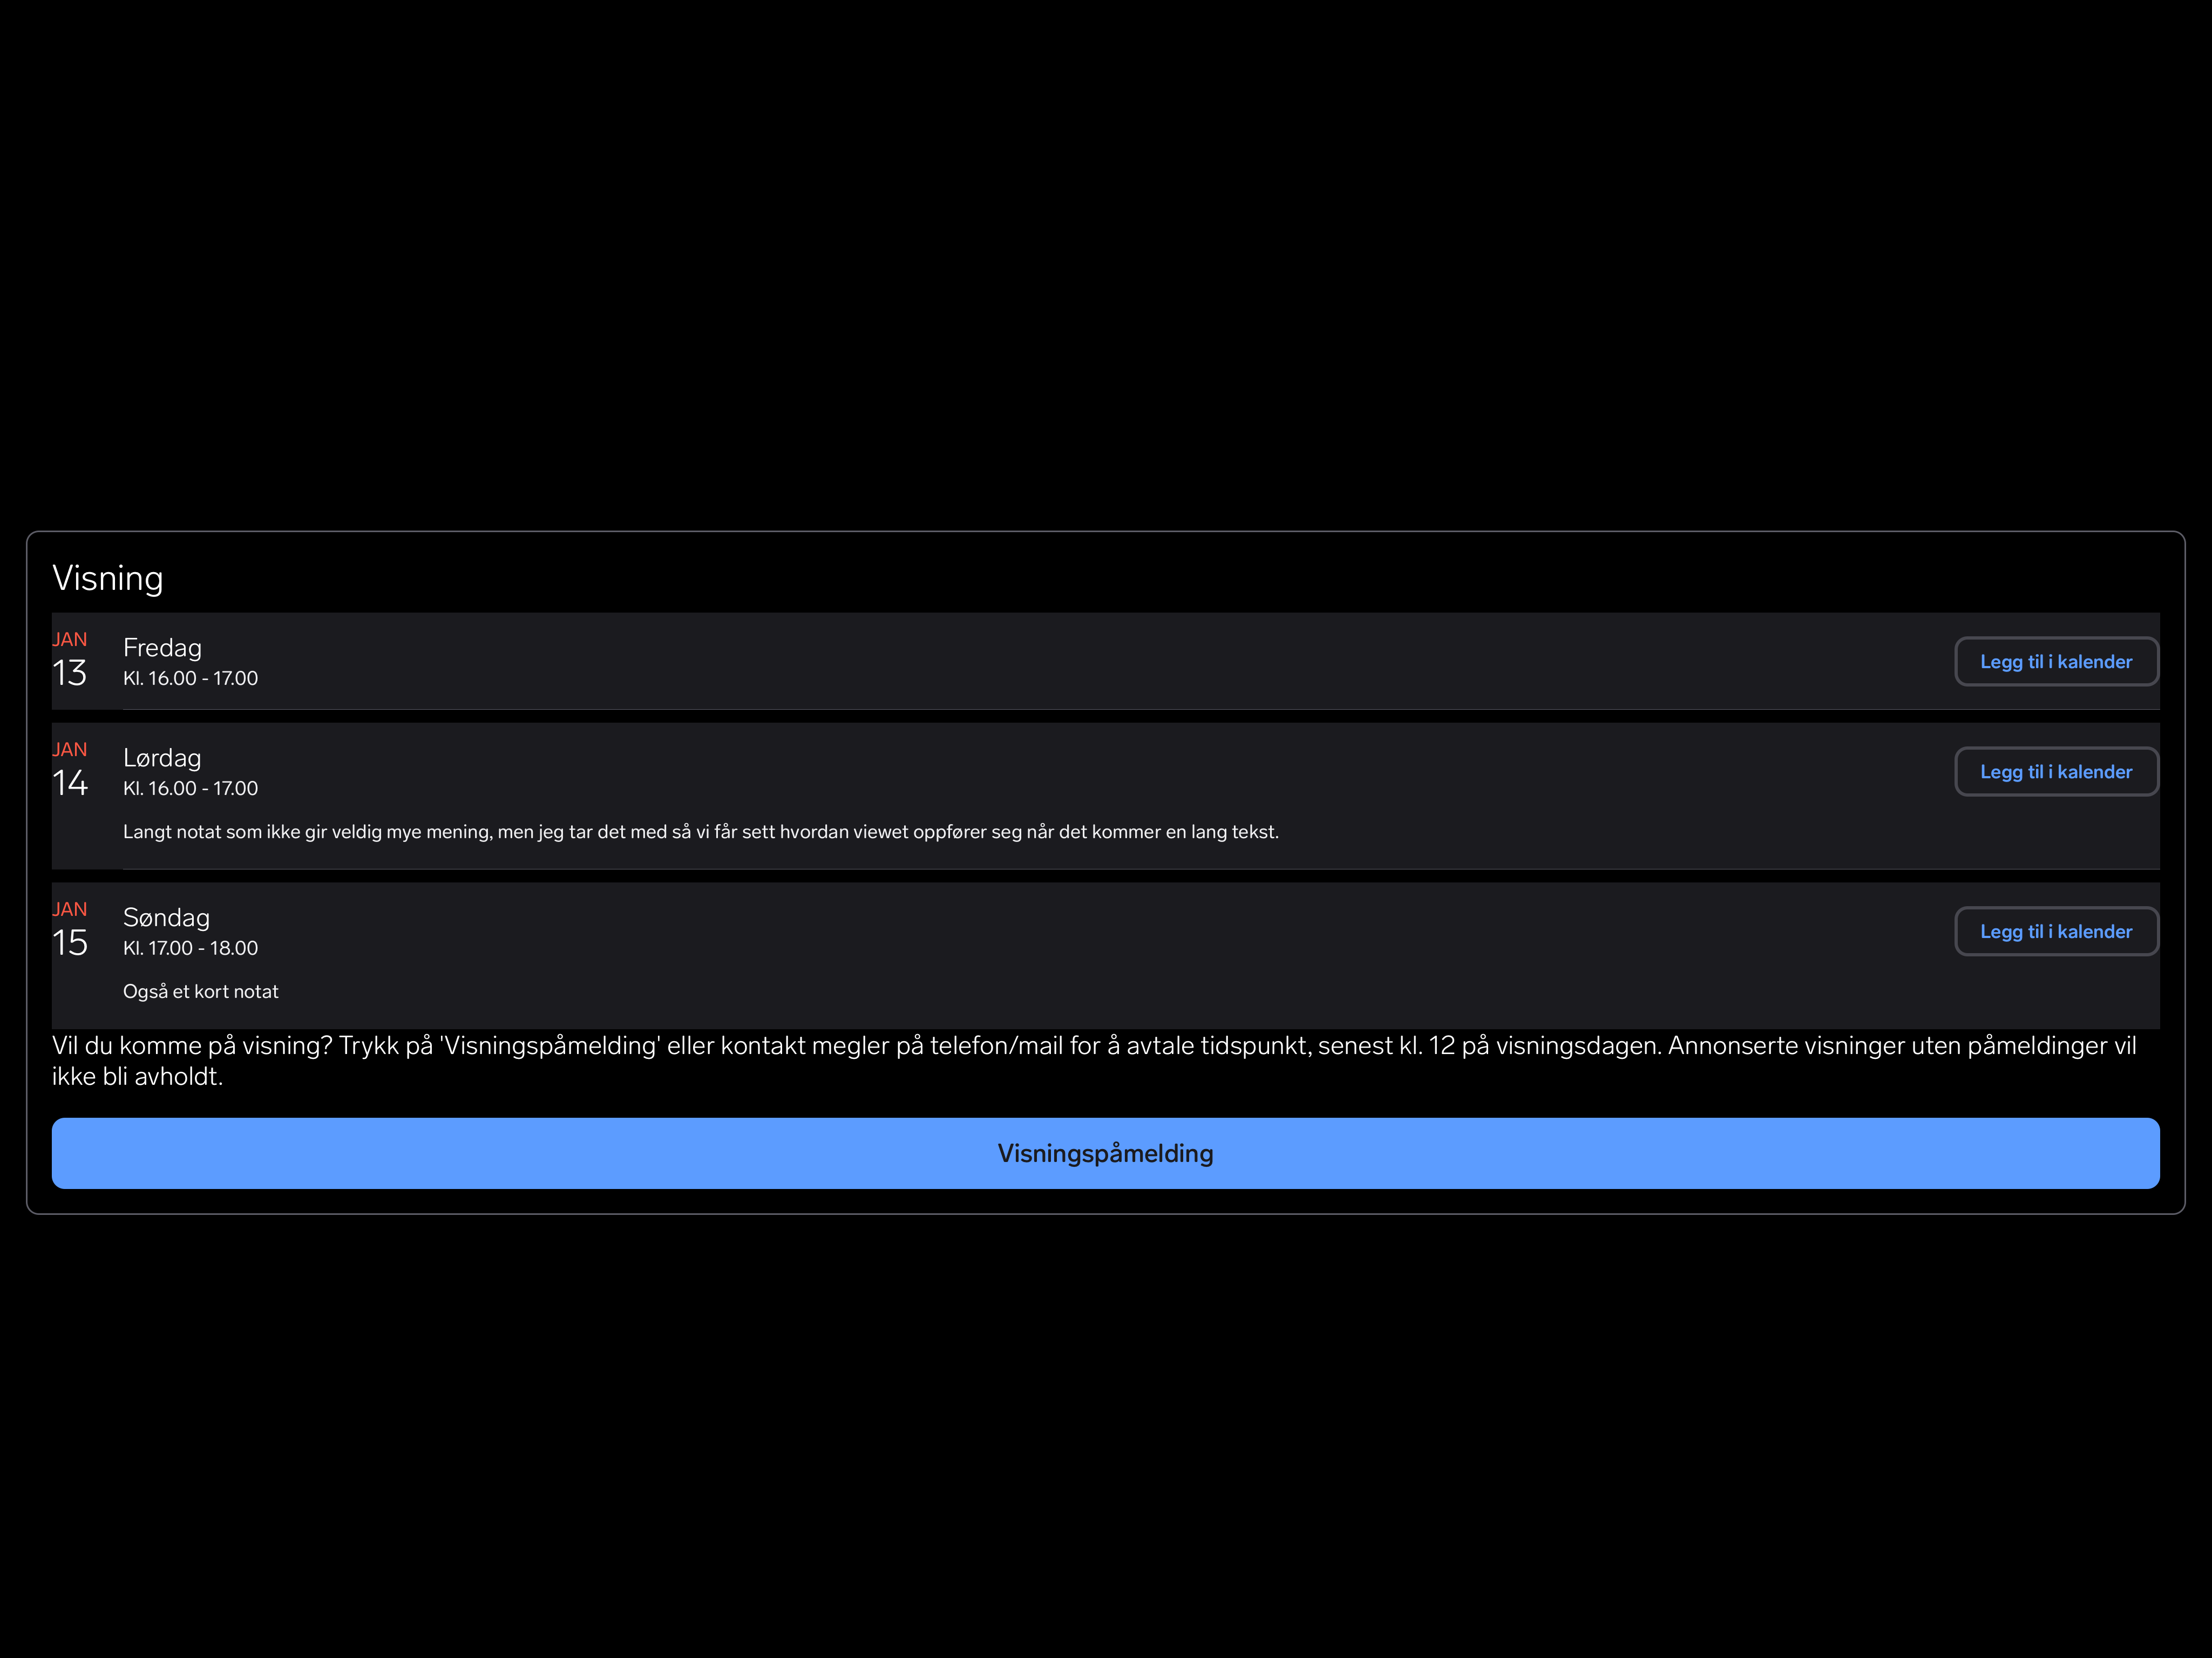 Visning
JAN
13
Fredag
Kl. 16.00 - 17.00
Legg til i kalender
JAN
14
Lørdag
Kl. 16.00 - 17.00
Legg til i kalender
Langt notat som ikke gir veldig mye mening, men jeg tar det med så vi får sett hvordan viewet oppfører seg når det kommer en lang tekst.
JAN
15
Søndag
Kl. 17.00 - 18.00
Legg til i kalender
Også et kort notat
Vil du komme på visning? Trykk på 'Visningspåmelding' eller kontakt megler på telefon/mail for å avtale tidspunkt, senest kl. 12 på visningsdagen. Annonserte visninger uten påmeldinger vil
ikke bli avholdt.
Visningspåmelding